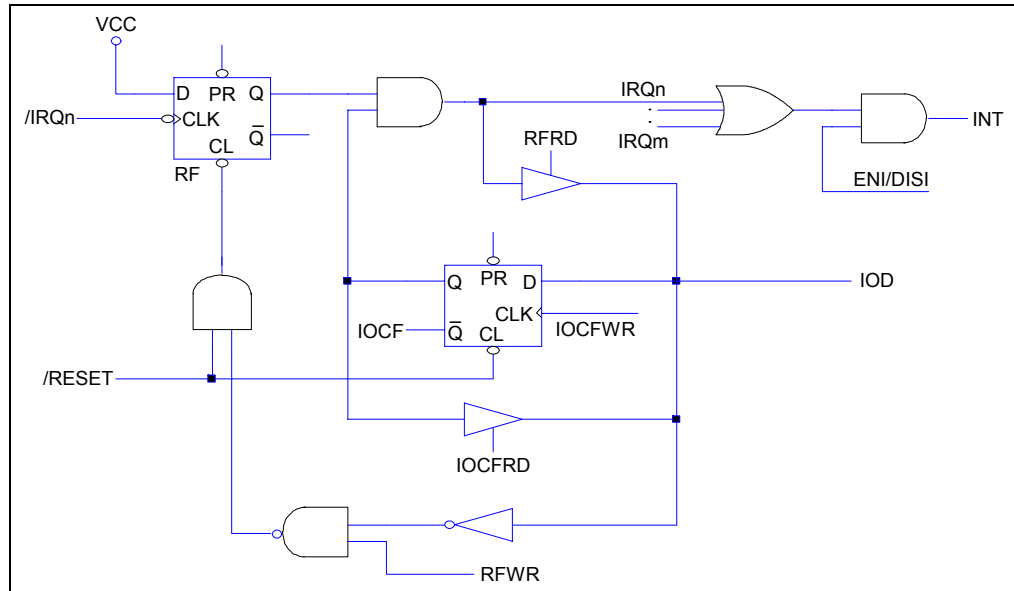 VCC
D PR Q
/IRQn
CLK
Q̅
CL
RF
IRQn
:
IRQm
INT
RFRD
ENI/DISI
Q PR D
IOD
CLK
IOCF
Q̅
CL
IOCFWR
/RESET
IOCFRD
RFWR